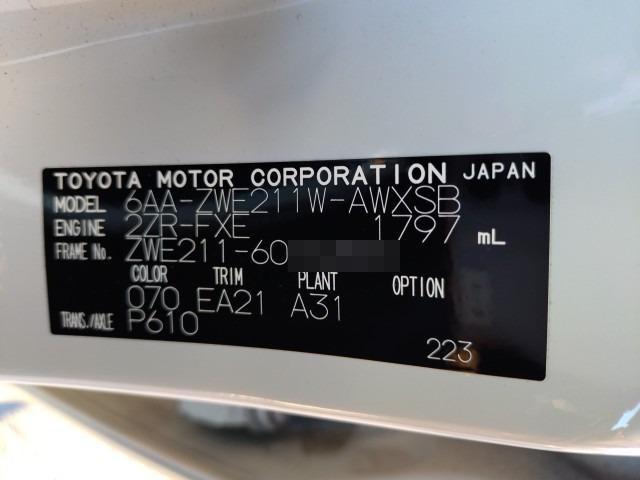 TOYOTA MOTOR CORPORATION JAPAN
MODEL 6AA-ZWE211W-AWXSB
ENGINE 2ZR-FXE 1797 mL
FRAME No. ZWE211-60
COLOR TRIM PLANT OPTION
070 EA21 A31
TRANS./AXLE P610
223